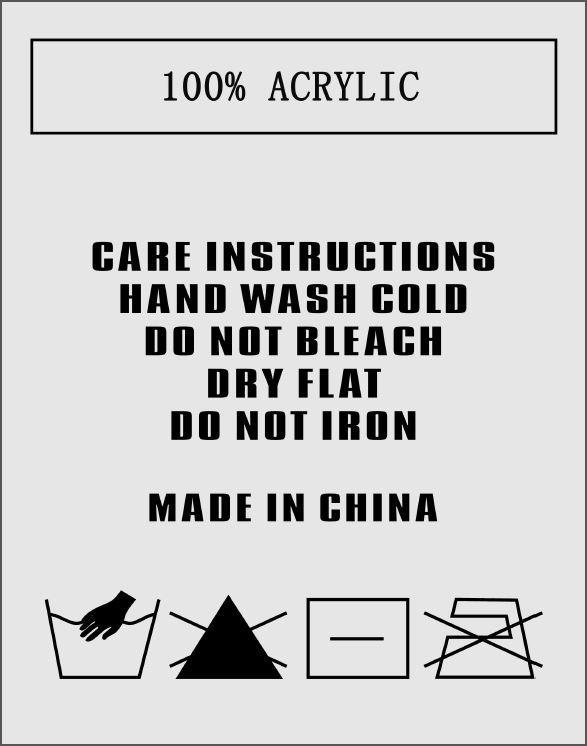 100% ACRYLIC
CARE INSTRUCTIONS
HAND WASH COLD
DO NOT BLEACH
DRY FLAT
DO NOT IRON
MADE IN CHINA